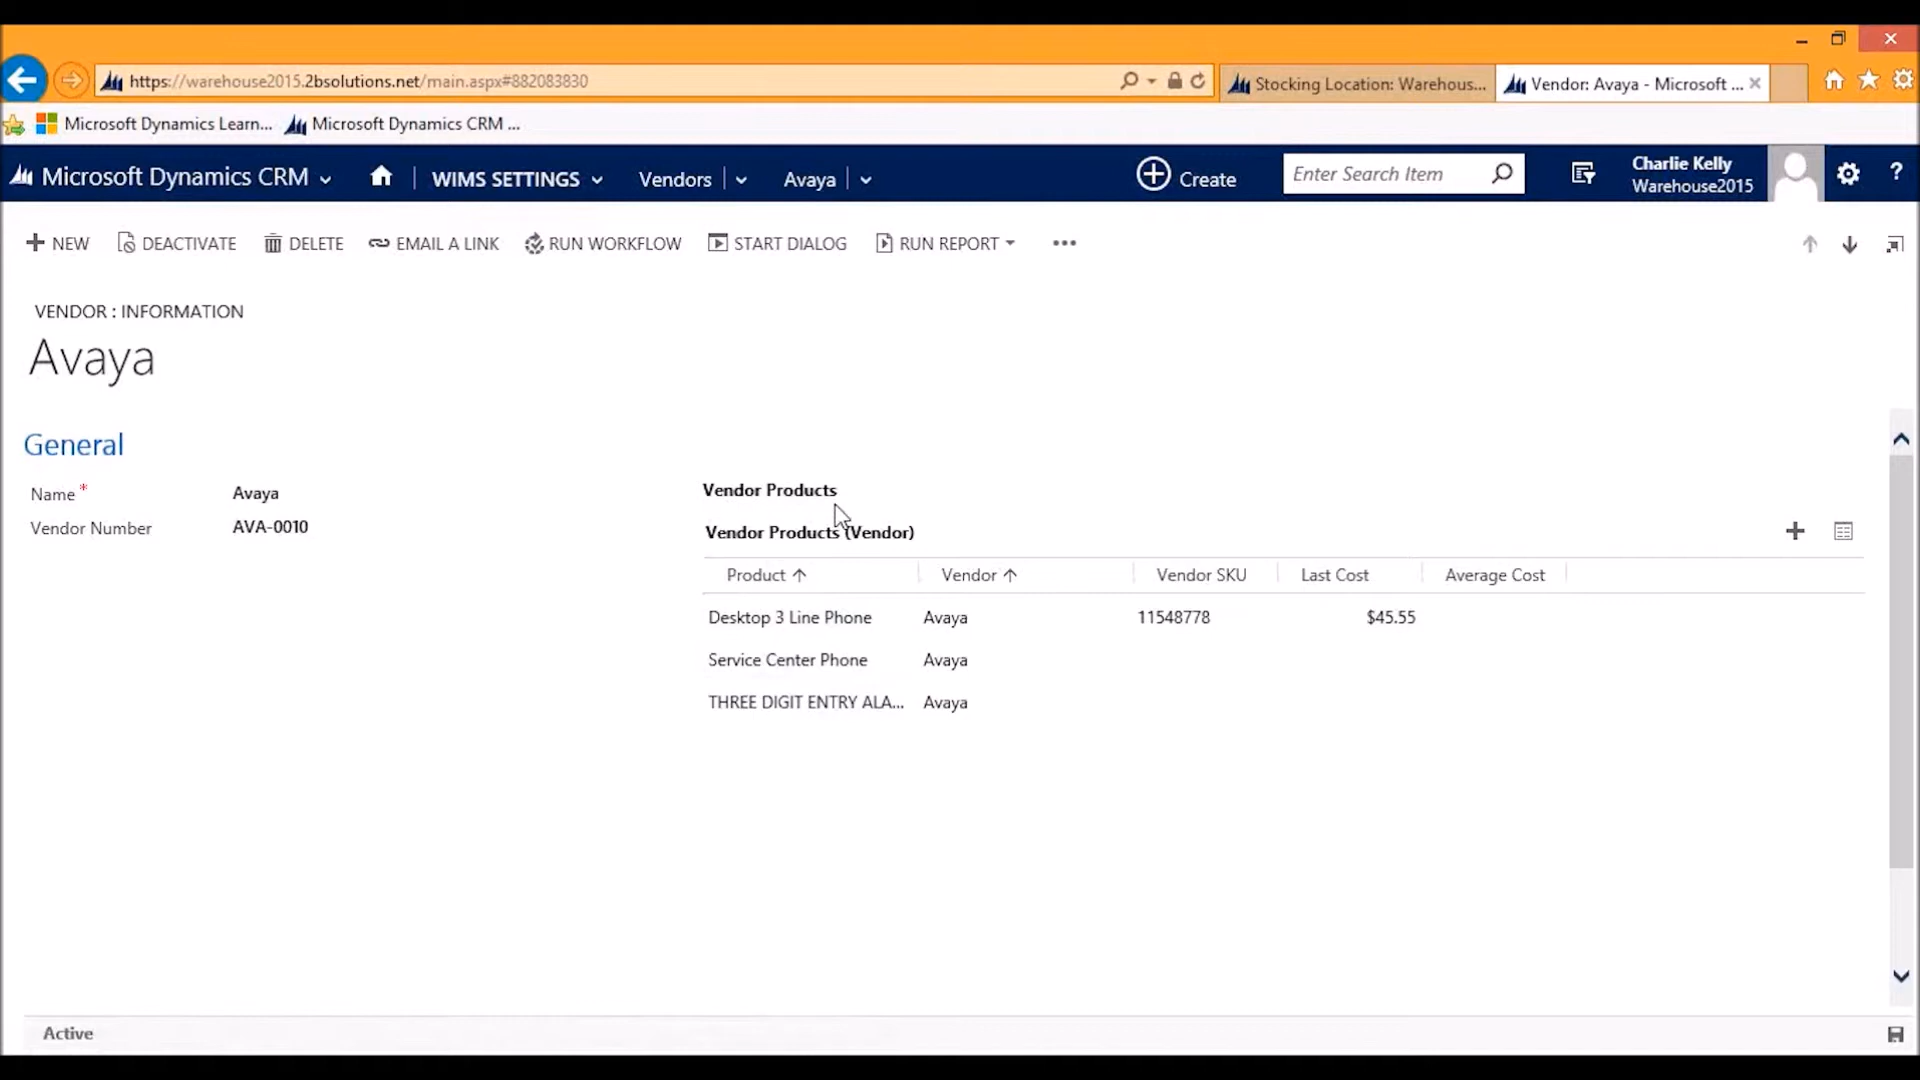 https://warehouse2015.2bsolutions.net/main.aspx#882083830
Stocking Location: Warehous...
Vendor: Avaya - Microsoft ...
Microsoft Dynamics Learn...
Microsoft Dynamics CRM ...
Microsoft Dynamics CRM
WIMS SETTINGS
Vendors
Avaya
Create
Enter Search Item
Charlie Kelly
Warehouse2015
?
NEW
DEACTIVATE
DELETE
EMAIL A LINK
RUN WORKFLOW
START DIALOG
RUN REPORT
VENDOR : INFORMATION
Avaya
General
Name * Avaya
Vendor Number AVA-0010
Vendor Products
Vendor Products (Vendor)
Product Vendor Vendor SKU Last Cost Average Cost
Desktop 3 Line Phone Avaya 11548778 $45.55
Service Center Phone Avaya
THREE DIGIT ENTRY ALA... Avaya
Active